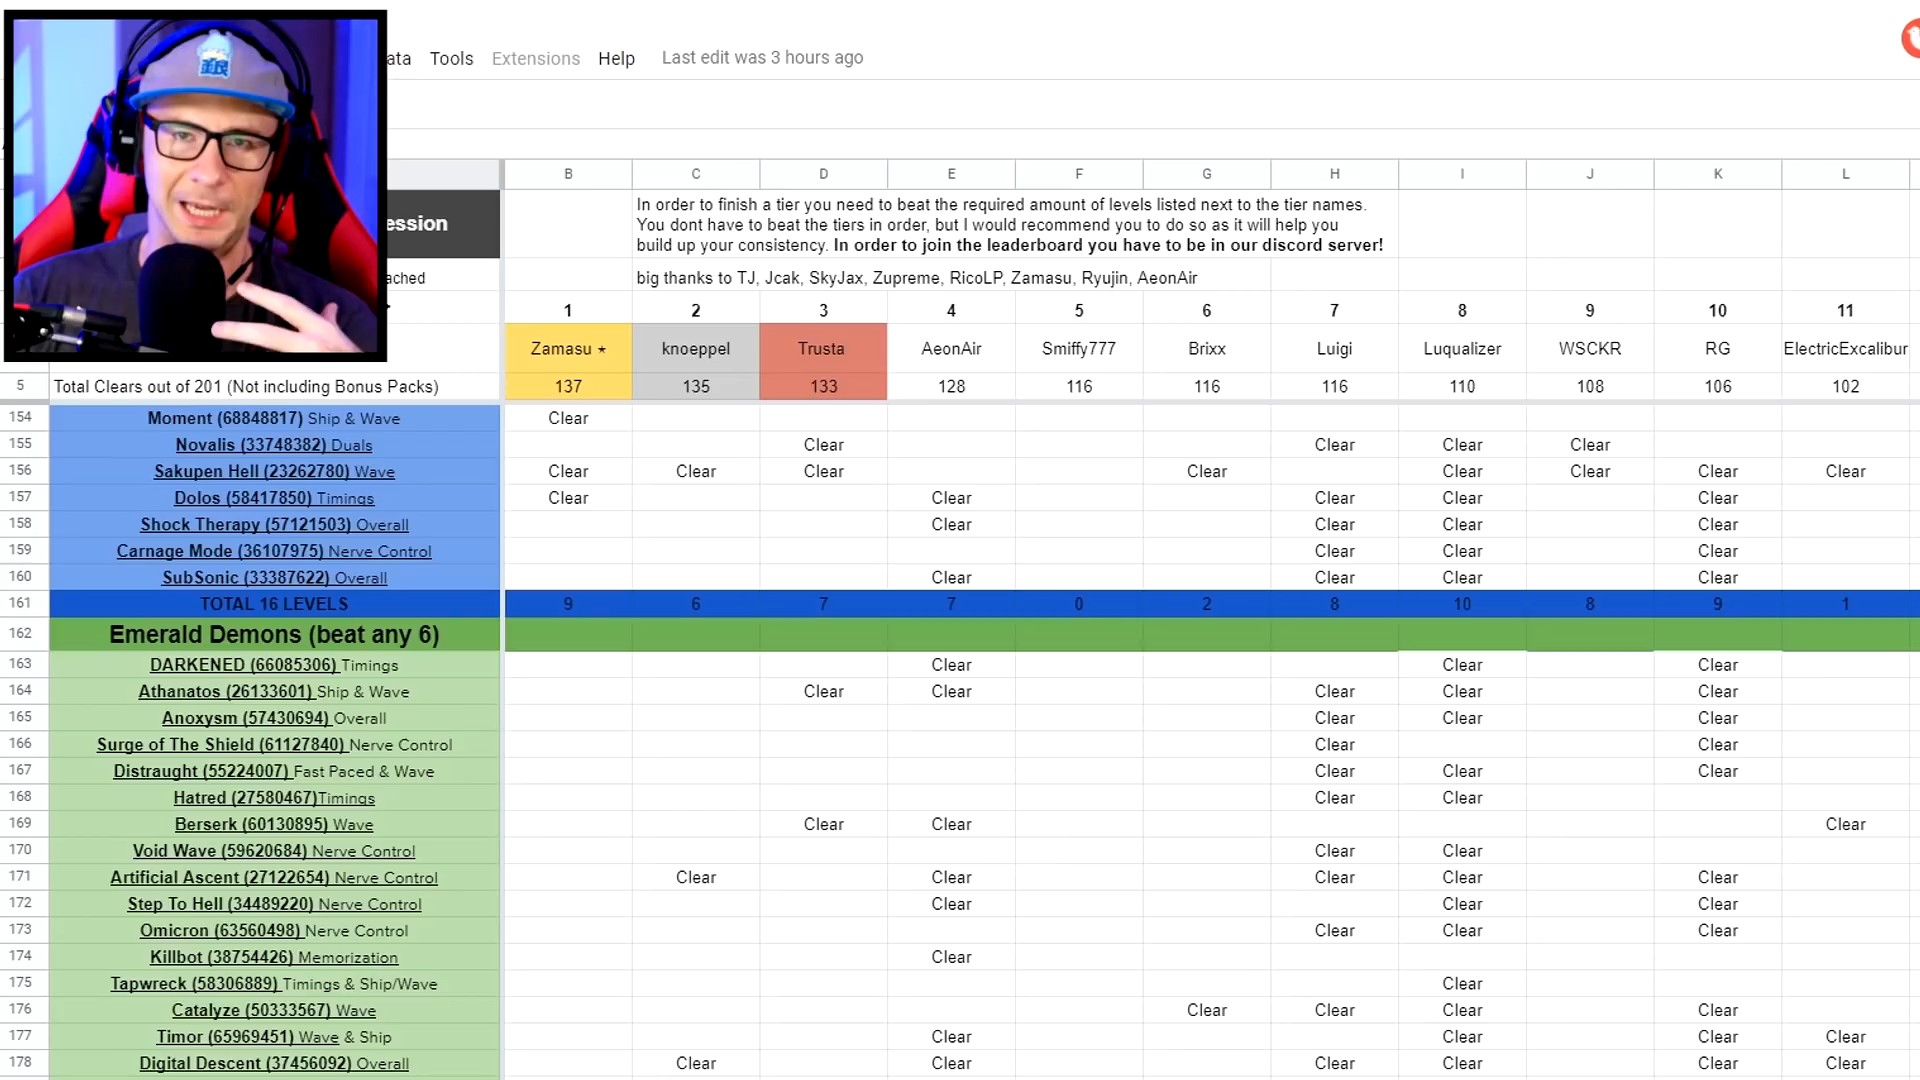 ata Tools Extensions Help Last edit was 3 hours ago
B C D E F G H I J K L
ession
In order to finish a tier you need to beat the required amount of levels listed next to the tier names.
You dont have to beat the tiers in order, but I would recommend you to do so as it will help you
build up your consistency. In order to join the leaderboard you have to be in our discord server!
ached
big thanks to TJ, Jcak, SkyJax, Zupreme, RicoLP, Zamasu, Ryujin, AeonAir
1 2 3 4 5 6 7 8 9 10 11
Zamasu ⋆ knoeppel Trusta AeonAir Smiffy777 Brixx Luigi Luqualizer WSCKR RG ElectricExcalibur
5 Total Clears out of 201 (Not including Bonus Packs) 137 135 133 128 116 116 116 110 108 106 102
154 Moment (68848817) Ship & Wave Clear
155 Novalis (33748382) Duals Clear Clear Clear Clear
156 Sakupen Hell (23262780) Wave Clear Clear Clear Clear Clear Clear Clear Clear
157 Dolos (58417850) Timings Clear Clear Clear Clear Clear
158 Shock Therapy (57121503) Overall Clear Clear Clear Clear
159 Carnage Mode (36107975) Nerve Control Clear Clear Clear
160 SubSonic (33387622) Overall Clear Clear Clear Clear
161 TOTAL 16 LEVELS 9 6 7 7 0 2 8 10 8 9 1
162 Emerald Demons (beat any 6)
163 DARKENED (66085306) Timings Clear Clear Clear
164 Athanatos (26133601) Ship & Wave Clear Clear Clear Clear Clear
165 Anoxysm (57430694) Overall Clear Clear Clear
166 Surge of The Shield (61127840) Nerve Control Clear Clear
167 Distraught (55224007) Fast Paced & Wave Clear Clear Clear
168 Hatred (27580467)Timings Clear Clear
169 Berserk (60130895) Wave Clear Clear Clear
170 Void Wave (59620684) Nerve Control Clear Clear
171 Artificial Ascent (27122654) Nerve Control Clear Clear Clear Clear Clear
172 Step To Hell (34489220) Nerve Control Clear Clear Clear
173 Omicron (63560498) Nerve Control Clear Clear Clear
174 Killbot (38754426) Memorization Clear
175 Tapwreck (58306889) Timings & Ship/Wave Clear
176 Catalyze (50333567) Wave Clear Clear Clear Clear
177 Timor (65969451) Wave & Ship Clear Clear Clear Clear
178 Digital Descent (37456092) Overall Clear Clear Clear Clear Clear Clear